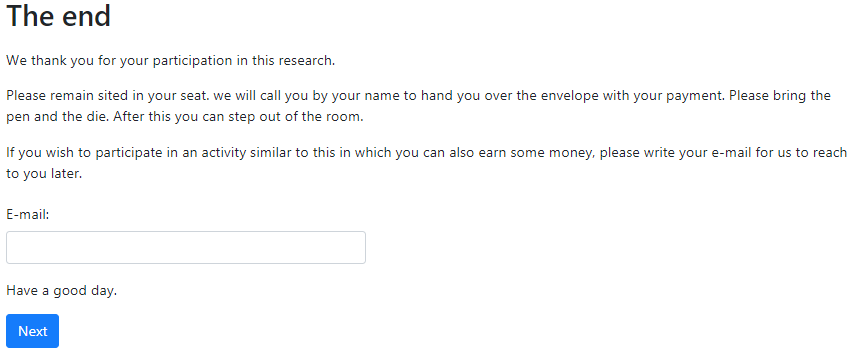 The end
We thank you for your participation in this research.
Please remain sited in your seat. we will call you by your name to hand you over the envelope with your payment. Please bring the
pen and the die. After this you can step out of the room.
If you wish to participate in an activity similar to this in which you can also earn some money, please write your e-mail for us to reach
to you later.
E-mail:
Have a good day.
Next